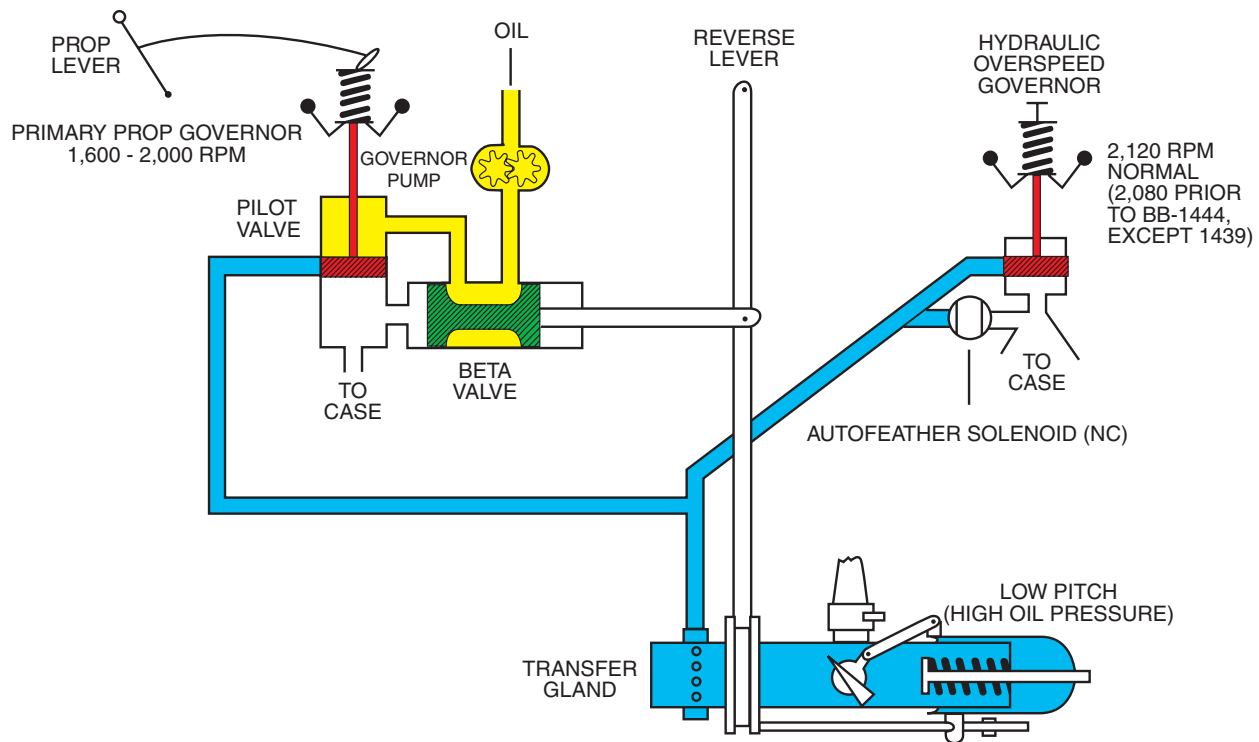 PROP
LEVER
OIL
REVERSE
LEVER
HYDRAULIC
OVERSPEED
GOVERNOR
PRIMARY PROP GOVERNOR
1,600 - 2,000 RPM
GOVERNOR
PUMP
2,120 RPM
NORMAL
(2,080 PRIOR
TO BB-1444,
EXCEPT 1439)
PILOT
VALVE
TO
CASE
BETA
VALVE
TO
CASE
AUTOFEATHER SOLENOID (NC)
LOW PITCH
(HIGH OIL PRESSURE)
TRANSFER
GLAND